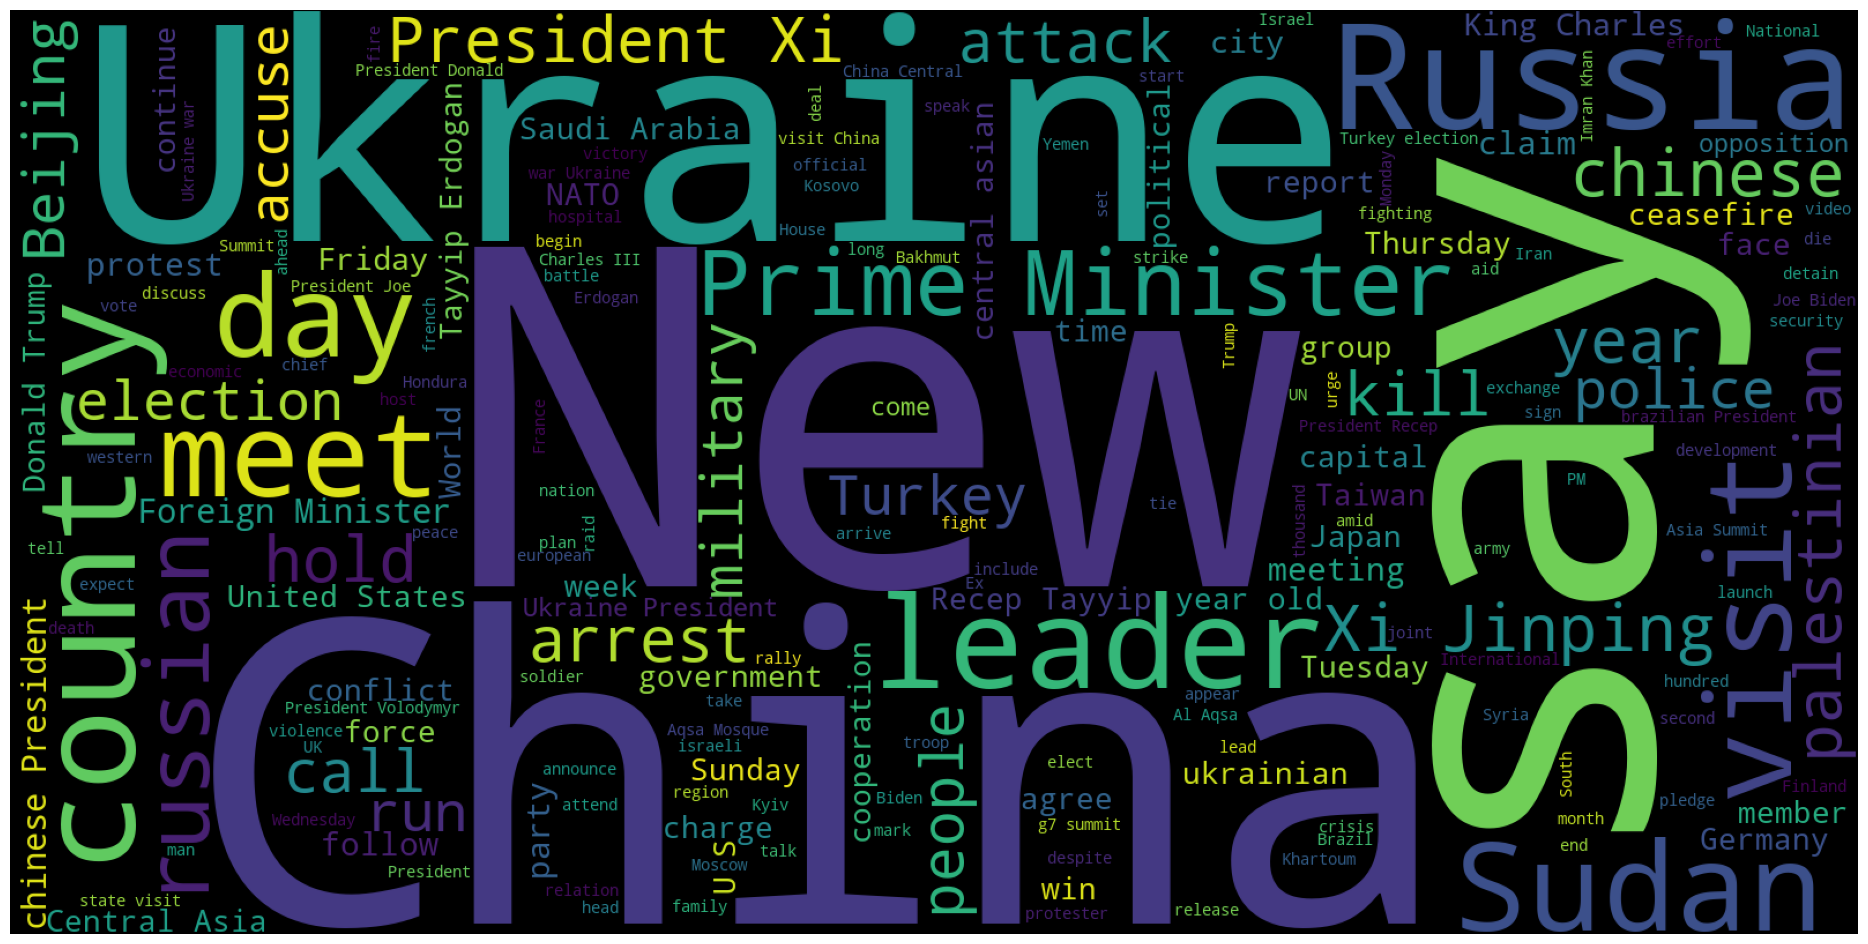 Ukraine
New
China
say
Russia
President Xi
attack
city
Israel
King Charles
National
effort
Beijing
continue
Ukraine war
accuse
fire
President Donald
China Central
start
deal
speak
Imran Khan
Saudi Arabia
visit China
central asian
political
Turkey election
claim
opposition
Tayyip Erdogan
victory
war Ukraine
official
Yemen
NATO
Kosovo
set
report
Monday
chinese
hospital
House
fighting
ceasefire
video
Summit
ahead
Friday
begin
Charles III
long
Bakhmut
strike
Thursday
face
die
protest
discuss
President Joe
battle
Prime Minister
aid
Iran
detain
vote
day
french
Erdogan
time
Joe Biden
security
Donald Trump
country
chief
military
Trump
group
year
economic
Hondura
election
host
come
UN
urge
kill
exchange
police
sign
meet
World
France
President Recep
brazilian President
palestinian
western
capital
development
visit
nation
Turkey
tie
Taiwan
PM
Foreign Minister
peace
plan
raid
arrive
fight
thousand
amid
Japan
Asia Summit
tell
russian
hold
european
army
expect
week
include
Ex
meeting
launch
United States
Ukraine President
Recep Tayyip
year old
chinese President
death
arrest
leader
Xi Jinping
joint
rally
International
conflict
soldier
government
Tuesday
hundred
President Volodymyr
take
cooperation
appear
violence
force
Aqsa Mosque
people
Al Aqsa
Syria
second
UK
israeli
troop
lead
call
announce
Sunday
elect
ukrainian
South
Finland
party
attend
region
Kyiv
Biden
agree
pledge
Wednesday
run
follow
charge
mark
g7 summit
crisis
Brazil
month
member
man
U S
talk
Moscow
despite
Khartoum
end
Germany
President
relation
win
Sudan
state visit
head
family
protester
release
Central Asia